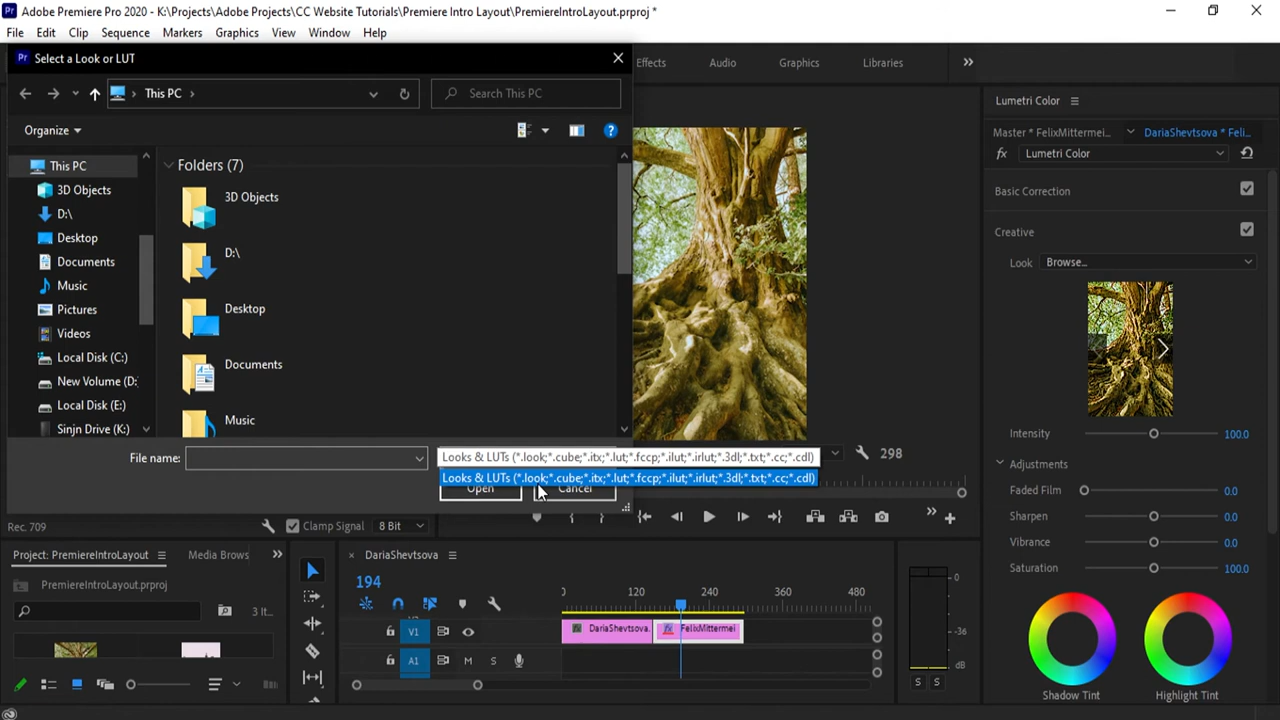 Adobe Premiere Pro 2020 - K:\Projects\Adobe Projects\CC Website Tutorials\Premiere Intro Layout\PremiereIntroLayout.prproj *
File Edit Clip Sequence Markers Graphics View Window Help
Select a Look or LUT
Effects Audio Graphics Libraries
This PC
Search This PC
Lumetri Color
Organize
Master * FelixMittermei... DariaShevtsova * Feli...
fx Lumetri Color
This PC
Folders (7)
3D Objects
3D Objects
Basic Correction
D:\
D:\
Creative
Desktop
Look Browse...
Documents
Music
Desktop
Pictures
Videos
Local Disk (C:)
Documents
New Volume (D:
Local Disk (E:)
Music
Sinjn Drive (K:)
Intensity 100.0
File name:
Looks & LUTs (*.look;*.cube;*.itx;*.lut;*.fccp;*.ilut;*.irlut;*.3dl;*.txt;*.cc;*.cdl)
298
Adjustments
Looks & LUTs (*.look;*.cube;*.itx;*.lut;*.fccp;*.ilut;*.irlut;*.3dl;*.txt;*.cc;*.cdl)
Open Cancel
Faded Film 0.0
Sharpen 0.0
Rec. 709 Clamp Signal 8 Bit
Vibrance 0.0
Saturation 100.0
Project: PremiereIntroLayout Media Brows
DariaShevtsova
PremiereIntroLayout.prproj
194
0 120 240 360 480
3 It...
V1 DariaShevtsova. fx FelixMittermei
A1 M S
0
-36
dB
S S
Shadow Tint Highlight Tint